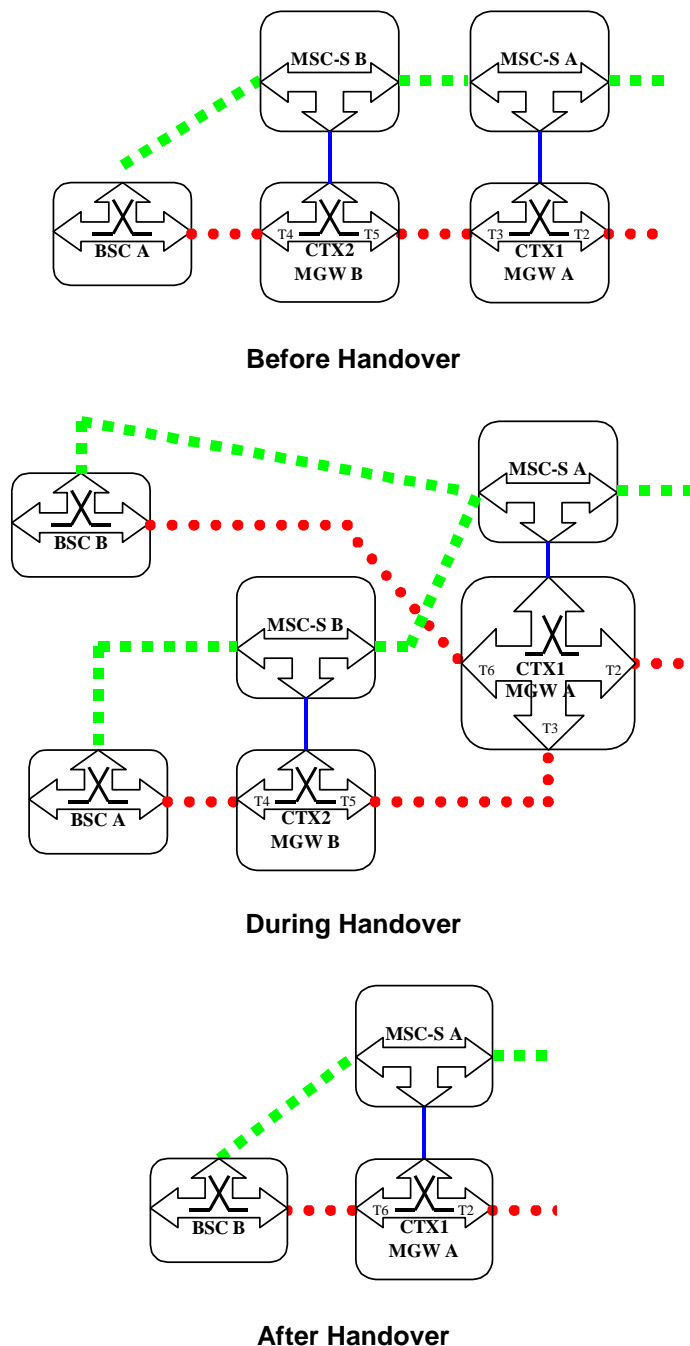 MSC-S B
MSC-S A
BSC A
T4
T5
CTX2
MGW B
T3
T2
CTX1
MGW A
Before Handover
MSC-S A
BSC B
MSC-S B
T6
T2
CTX1
MGW A
T3
BSC A
T4
T5
CTX2
MGW B
During Handover
MSC-S A
BSC B
T6
T2
CTX1
MGW A
After Handover